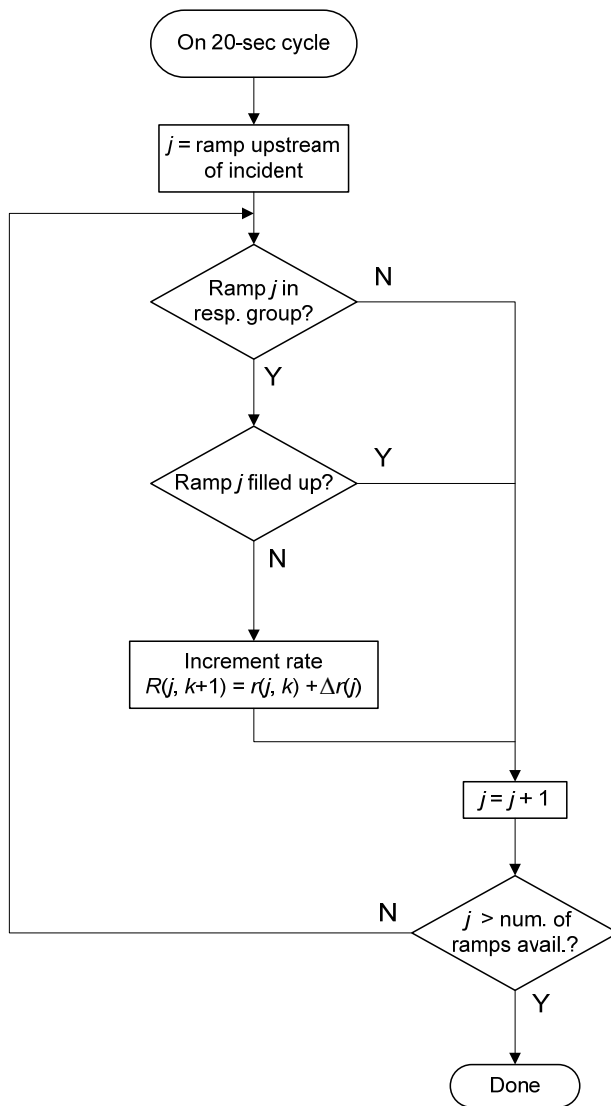 On 20-sec cycle
j = ramp upstream
of incident
Ramp j in
resp. group?
N
Y
Ramp j filled up?
Y
N
Increment rate
R(j, k+1) = r(j, k) + Δr(j)
j = j + 1
j > num. of
ramps avail.?
N
Y
Done